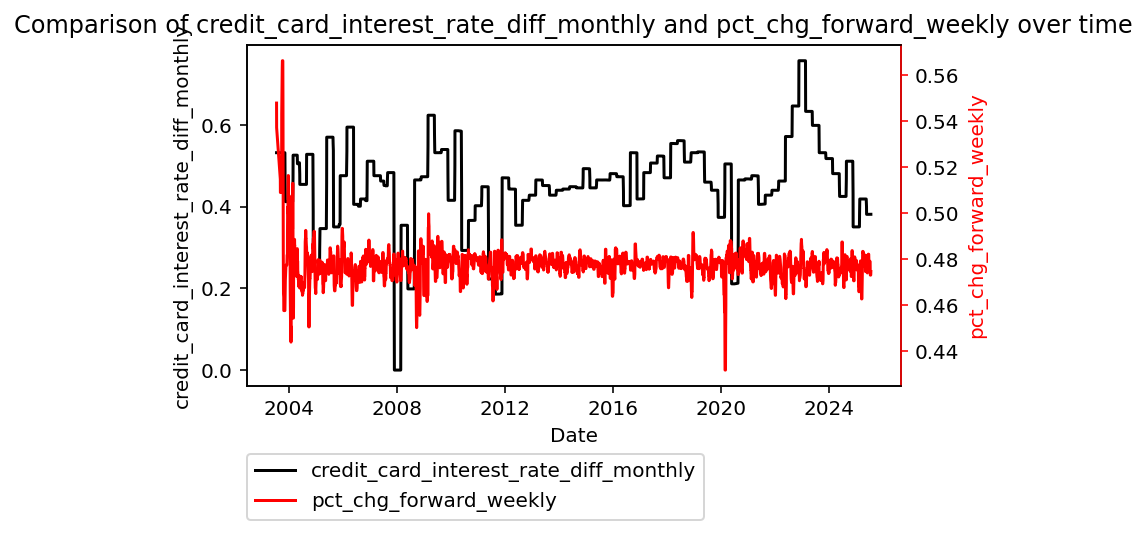 Comparison of credit_card_interest_rate_diff_monthly and pct_chg_forward_weekly over time
credit_card_interest_rate_diff_monthly
0.6
0.4
0.2
0.0
0.56
0.54
0.52
0.50
0.48
0.46
0.44
pct_chg_forward_weekly
2004 2008 2012 2016 2020 2024
Date
credit_card_interest_rate_diff_monthly
pct_chg_forward_weekly